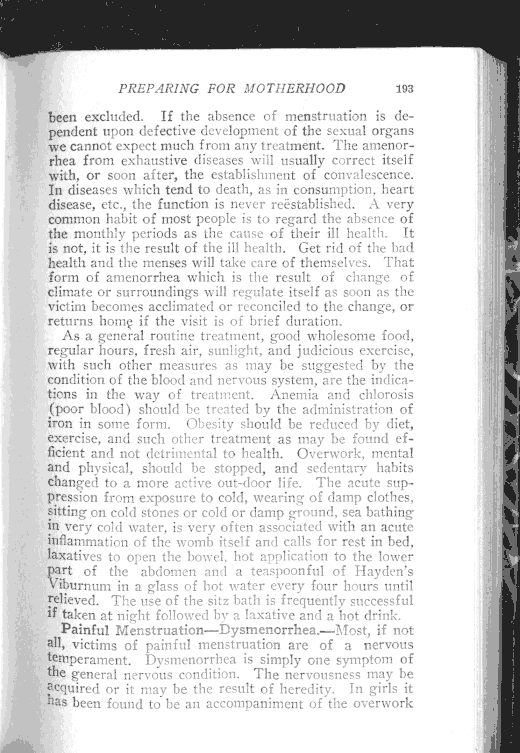 PREPARING FOR MOTHERHOOD 193
been excluded. If the absence of menstruation is de-
pendent upon defective development of the sexual organs
we cannot expect much from any treatment. The amenor-
rhea from exhaustive diseases will usually correct itself
with, or soon after, the establishment of convalescence.
In diseases which tend to death, as in consumption, heart
disease, etc., the function is never reëstablished. A very
common habit of most people is to regard the absence of
the monthly periods as the cause of their ill health. It
is not, it is the result of the ill health. Get rid of the bad
health and the menses will take care of themselves. That
form of amenorrhea which is the result of change of
climate or surroundings will regulate itself as soon as the
victim becomes acclimated or reconciled to the change, or
returns home if the visit is of brief duration.
As a general routine treatment, good wholesome food,
regular hours, fresh air, sunlight, and judicious exercise,
with such other measures as may be suggested by the
condition of the blood and nervous system, are the indica-
tions in the way of treatment. Anemia and chlorosis
(poor blood) should be treated by the administration of
iron in some form. Obesity should be reduced by diet,
exercise, and such other treatment as may be found ef-
ficient and not detrimental to health. Overwork, mental
and physical, should be stopped, and sedentary habits
changed to a more active out-door life. The acute sup-
pression from exposure to cold, wearing of damp clothes,
sitting on cold stones or cold or damp ground, sea bathing
in very cold water, is very often associated with an acute
inflammation of the womb itself and calls for rest in bed,
laxatives to open the bowel, hot application to the lower
part of the abdomen and a teaspoonful of Hayden's
Viburnum in a glass of hot water every four hours until
relieved. The use of the sitz bath is frequently successful
if taken at night followed by a laxative and a hot drink.
Painful Menstruation—Dysmenorrhea.—Most, if not
all, victims of painful menstruation are of a nervous
temperament. Dysmenorrhea is simply one symptom of
the general nervous condition. The nervousness may be
acquired or it may be the result of heredity. In girls it
has been found to be an accompaniment of the overwork